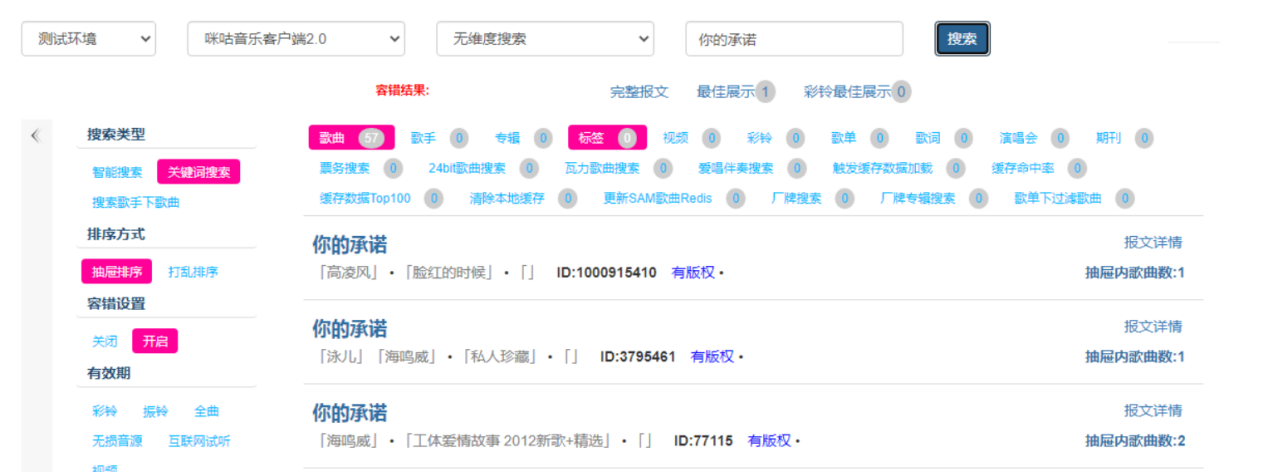 测试环境 咪咕音乐客户端2.0 无维度搜索 你的承诺 搜索
容错结果: 完整报文 最佳展示 1 彩铃最佳展示 0
搜索类型
智能搜索 关键词搜索
搜索歌手下歌曲
排序方式
抽屉排序 打乱排序
容错设置
关闭 开启
有效期
彩铃 振铃 全曲
无损音源 互联网试听
视频
歌曲 57 歌手 0 专辑 0 标签 0 视频 0 彩铃 0 歌单 0 歌词 0 演唱会 0 期刊 0
票务搜索 0 24bit歌曲搜索 0 瓦力歌曲搜索 0 爱唱伴奏搜索 0 触发缓存数据加载 0 缓存命中率 0
缓存数据Top100 0 清除本地缓存 0 更新SAM歌曲Redis 0 厂牌搜索 0 厂牌专辑搜索 0 歌单下过滤歌曲 0
你的承诺 报文详情
「高凌风」 •「脸红的时候」 •「」 ID:1000915410 有版权 • 抽屉内歌曲数:1
你的承诺 报文详情
「泳儿」「海鸣威」 •「私人珍藏」 •「」 ID:3795461 有版权 • 抽屉内歌曲数:1
你的承诺 报文详情
「海鸣威」 •「工体爱情故事 2012新歌+精选」 •「」 ID:77115 有版权 • 抽屉内歌曲数:2